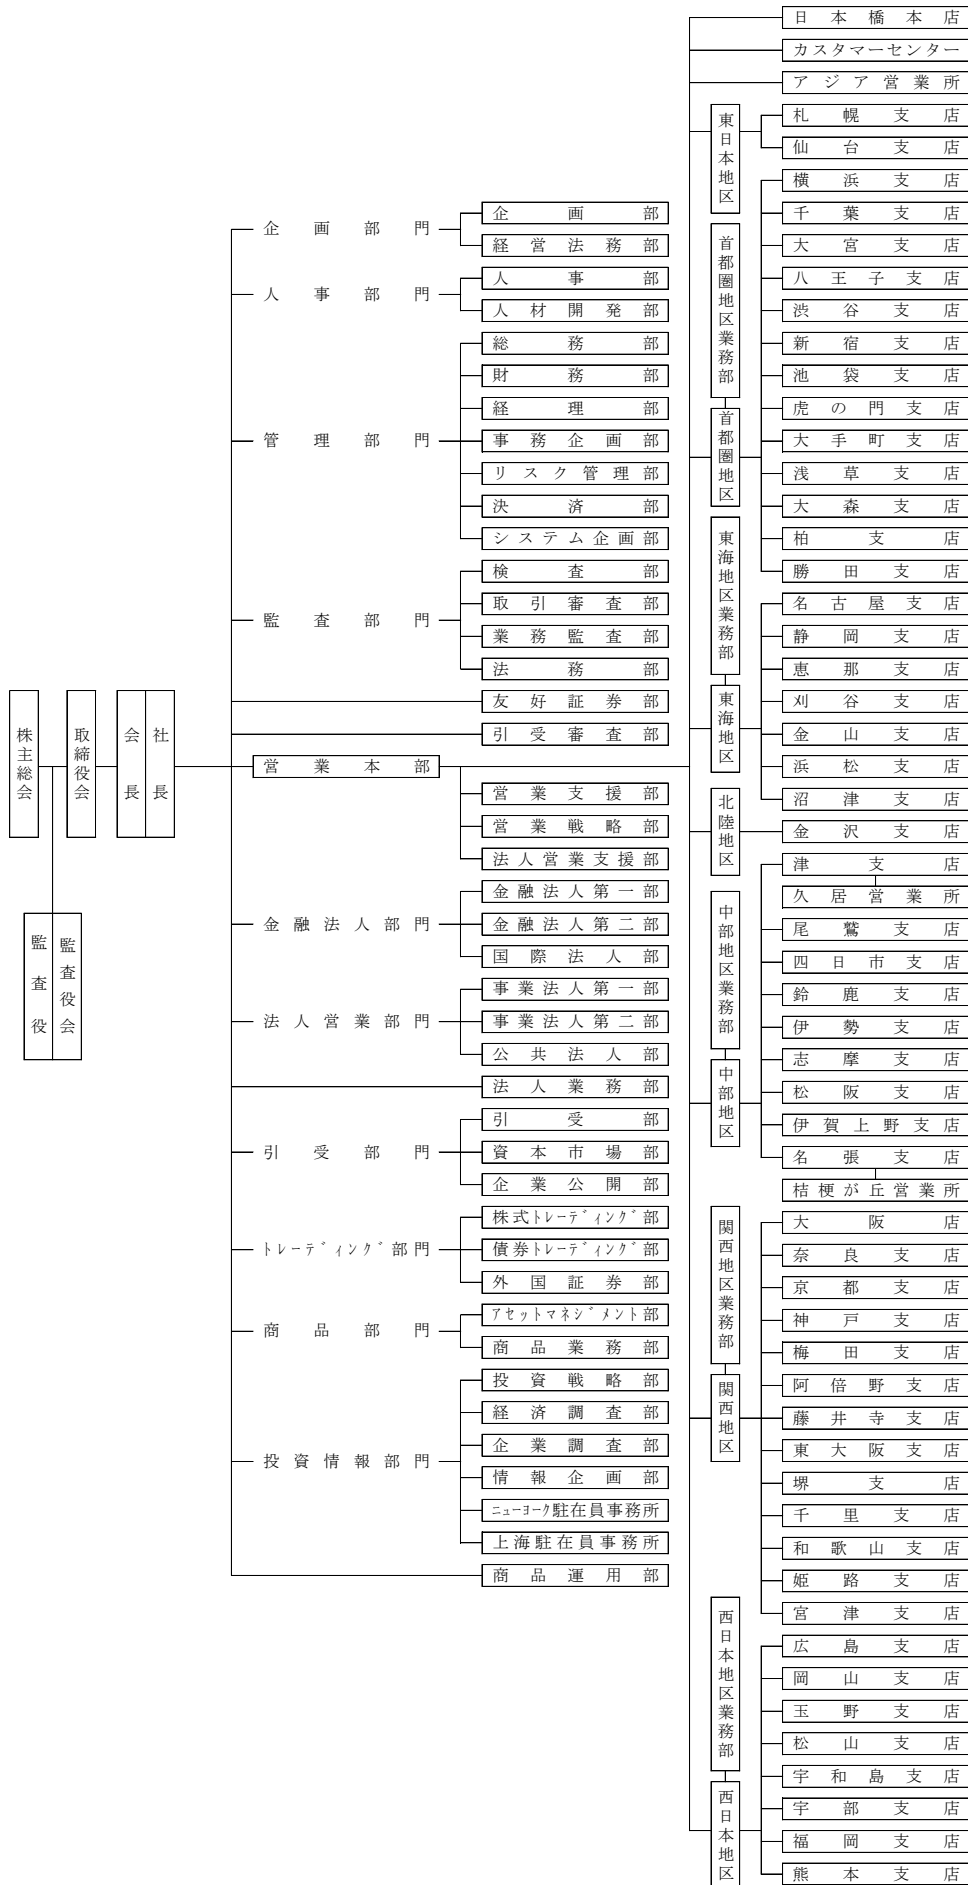 株主総会
取締役会
会長
社長
監査役
監査役会
企画部門
企画部
経営法務部
人事部門
人事部
人材開発部
管理部門
総務部
財務部
経理部
事務企画部
リスク管理部
決済部
システム企画部
監査部門
検査部
取引審査部
業務監査部
法務部
友好証券部
引受審査部
営業本部
営業支援部
営業戦略部
法人営業支援部
金融法人部門
金融法人第一部
金融法人第二部
国際法人部
法人営業部門
事業法人第一部
事業法人第二部
公共法人部
法人業務部
引受部門
引受部
資本市場部
企業公開部
トレーディング部門
株式トレーディング部
債券トレーディング部
外国証券部
商品部門
アセットマネジメント部
商品業務部
投資情報部門
投資戦略部
経済調査部
企業調査部
情報企画部
ニューヨーク駐在員事務所
上海駐在員事務所
商品運用部
日本橋本店
カスタマーセンター
アジア営業所
東日本地区
札幌支店
仙台支店
首都圏地区業務部
首都圏地区
横浜支店
千葉支店
大宮支店
八王子支店
渋谷支店
新宿支店
池袋支店
虎の門支店
大手町支店
浅草支店
大森支店
柏支店
勝田支店
東海地区業務部
東海地区
名古屋支店
静岡支店
恵那支店
刈谷支店
金山支店
浜松支店
沼津支店
北陸地区
金沢支店
中部地区業務部
中部地区
津支店
久居営業所
尾鷲支店
四日市支店
鈴鹿支店
伊勢支店
志摩支店
松阪支店
伊賀上野支店
名張支店
桔梗が丘営業所
関西地区業務部
関西地区
大阪店
奈良支店
京都支店
神戸支店
梅田支店
阿倍野支店
藤井寺支店
東大阪支店
堺支店
千里支店
和歌山支店
姫路支店
宮津支店
西日本地区業務部
西日本地区
広島支店
岡山支店
玉野支店
松山支店
宇和島支店
宇部支店
福岡支店
熊本支店